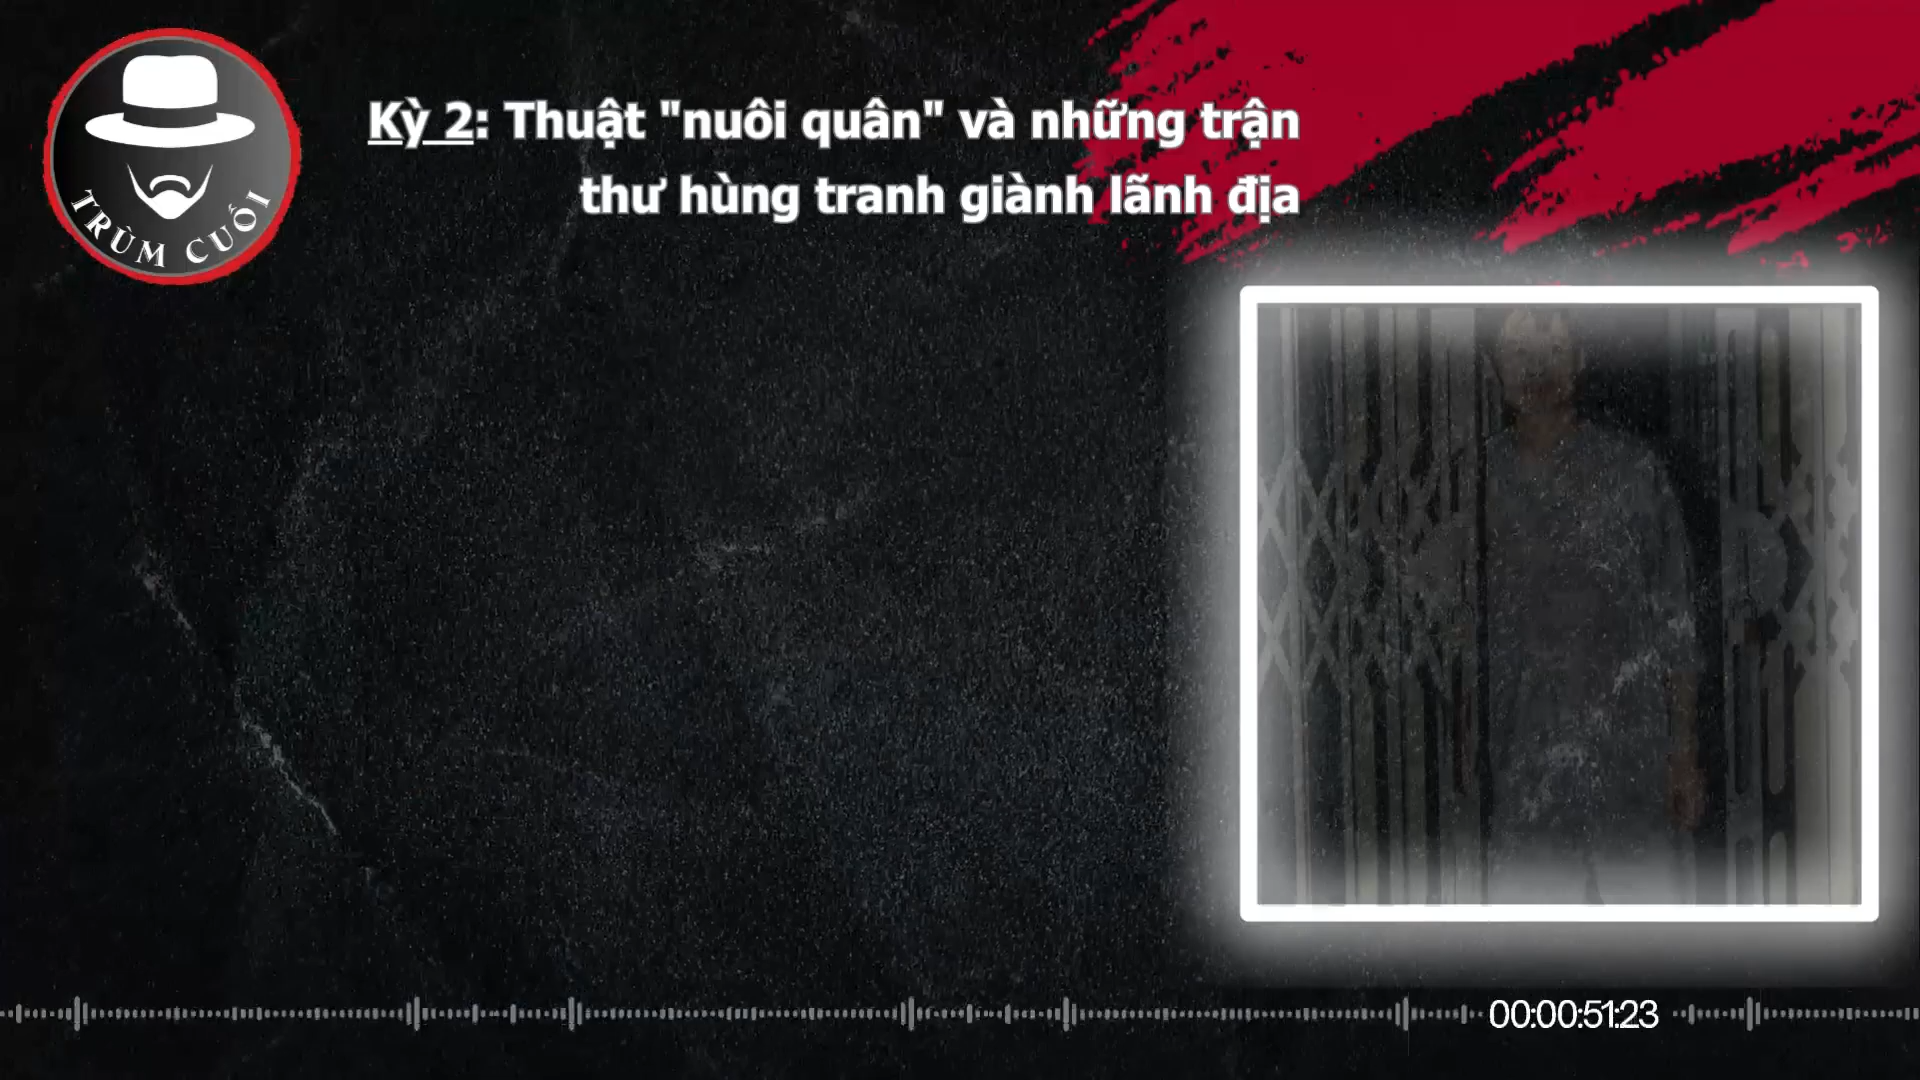 TRÙM CUỐI
Kỳ 2: Thuật "nuôi quân" và những trận
thư hùng tranh giành lãnh địa
00:00:51:23